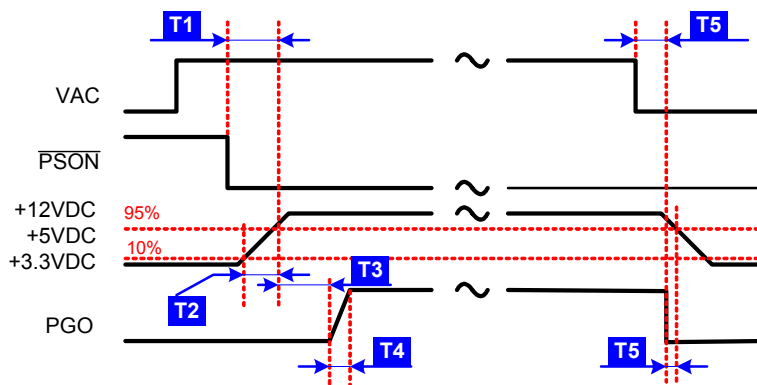 T1
T5
VAC
PSON
+12VDC
95%
+5VDC
10%
+3.3VDC
T3
T2
PGO
T4
T5